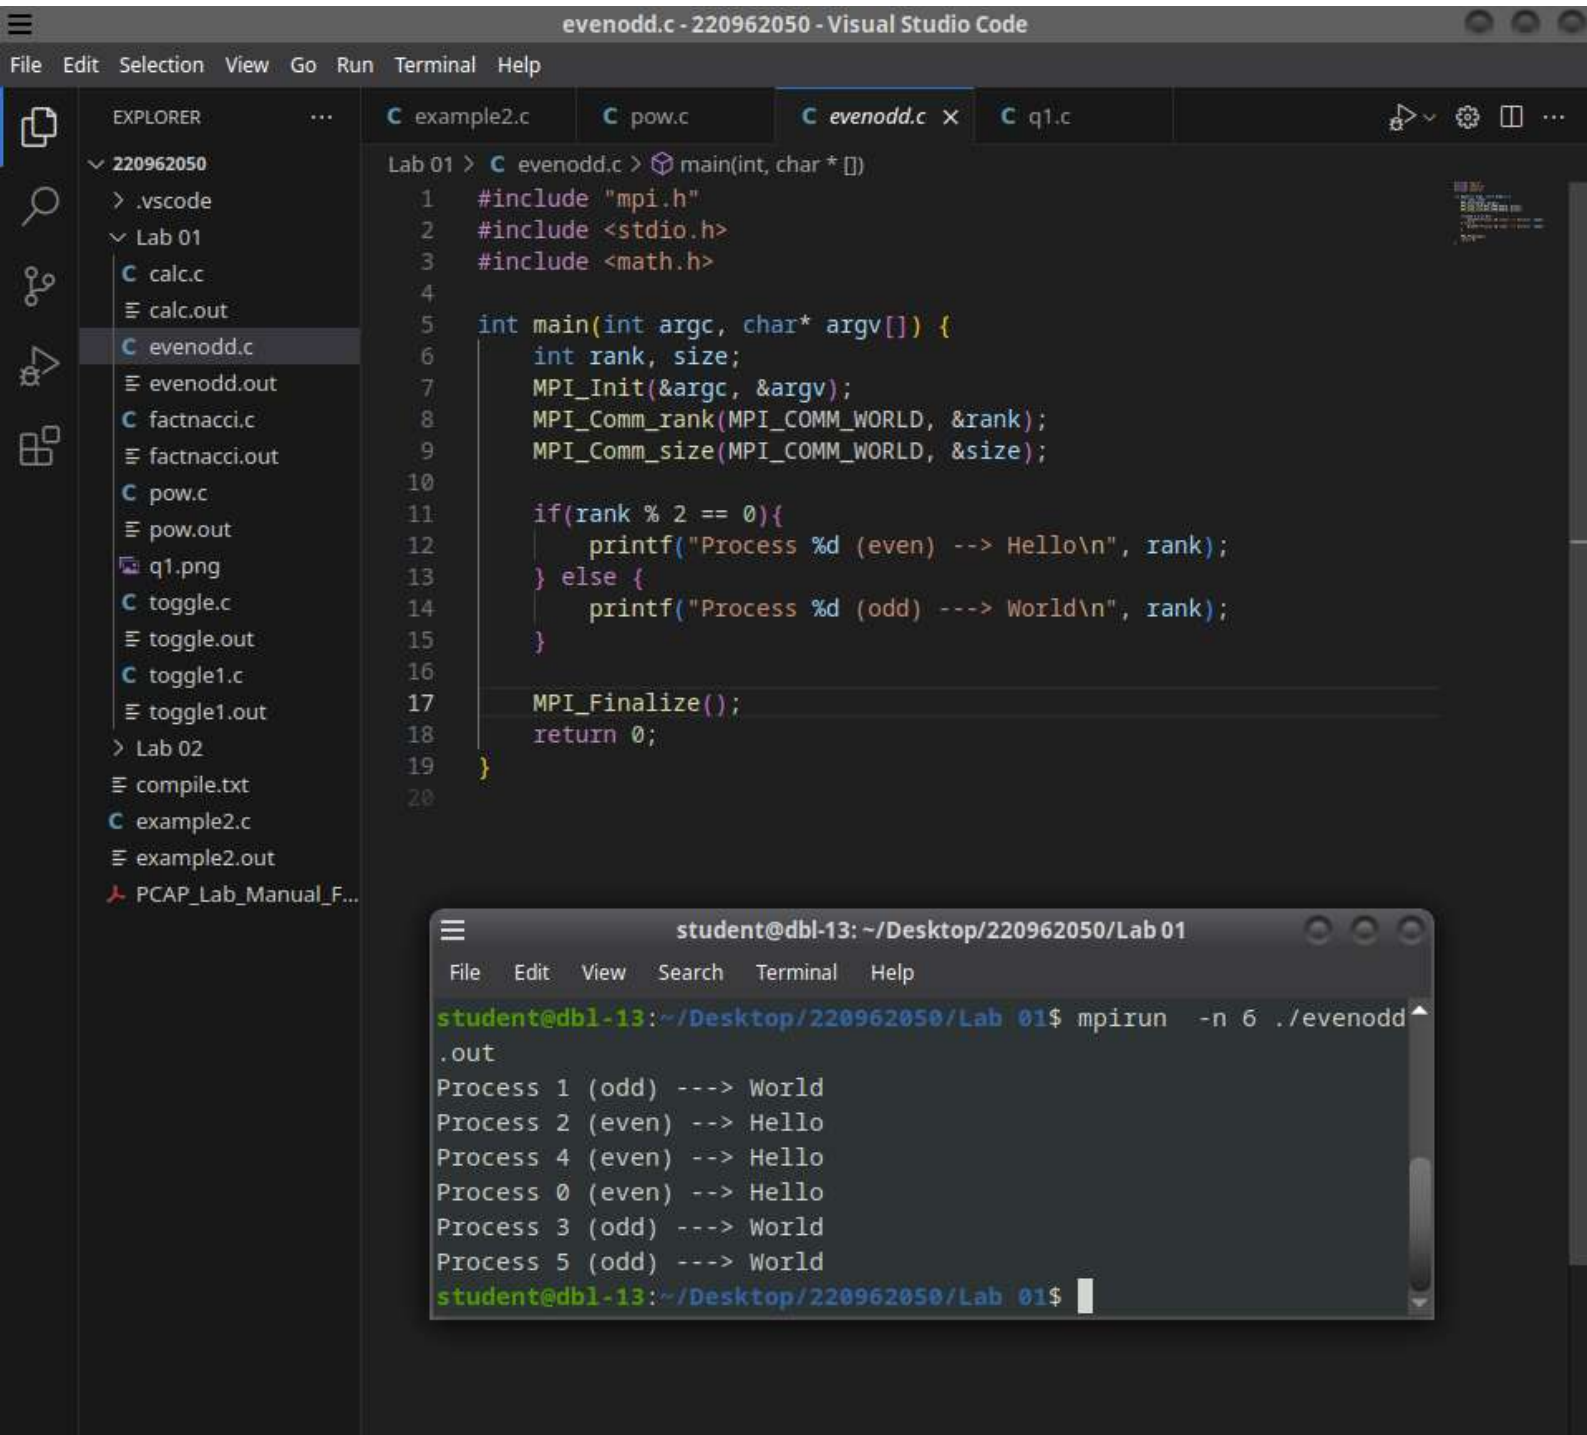 evenodd.c - 220962050 - Visual Studio Code
File Edit Selection View Go Run Terminal Help
EXPLORER ...
220962050
.vscode
Lab 01
C calc.c
calc.out
C evenodd.c
evenodd.out
C factnacci.c
factnacci.out
C pow.c
pow.out
q1.png
C toggle.c
toggle.out
C toggle1.c
toggle1.out
Lab 02
compile.txt
C example2.c
example2.out
PCAP_Lab_Manual_F...
C example2.c C pow.c C evenodd.c C q1.c
Lab 01 > C evenodd.c > main(int, char * [])
1 #include "mpi.h"
2 #include <stdio.h>
3 #include <math.h>
4
5 int main(int argc, char* argv[]) {
6 int rank, size;
7 MPI_Init(&argc, &argv);
8 MPI_Comm_rank(MPI_COMM_WORLD, &rank);
9 MPI_Comm_size(MPI_COMM_WORLD, &size);
10
11 if(rank % 2 == 0){
12 printf("Process %d (even) --> Hello\n", rank);
13 } else {
14 printf("Process %d (odd) ---> World\n", rank);
15 }
16
17 MPI_Finalize();
18 return 0;
19 }
20
student@dbl-13: ~/Desktop/220962050/Lab 01
File Edit View Search Terminal Help
student@dbl-13:~/Desktop/220962050/Lab 01$ mpirun  -n 6 ./evenodd
.out
Process 1 (odd) ---> World
Process 2 (even) --> Hello
Process 4 (even) --> Hello
Process 0 (even) --> Hello
Process 3 (odd) ---> World
Process 5 (odd) ---> World
student@dbl-13:~/Desktop/220962050/Lab 01$